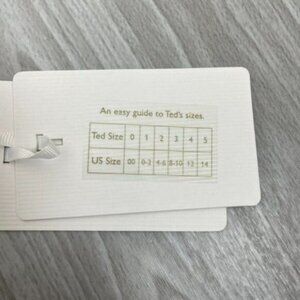 An easy guide to Ted's sizes.
Ted Size 0 1 2 3 4 5
US Size 00 0-2 4-6 8-10 12 14